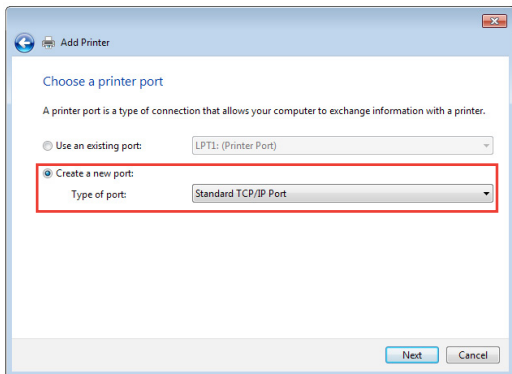 Add Printer
Choose a printer port
A printer port is a type of connection that allows your computer to exchange information with a printer.
Use an existing port: LPT1: (Printer Port)
Create a new port:
Type of port: Standard TCP/IP Port
Next Cancel